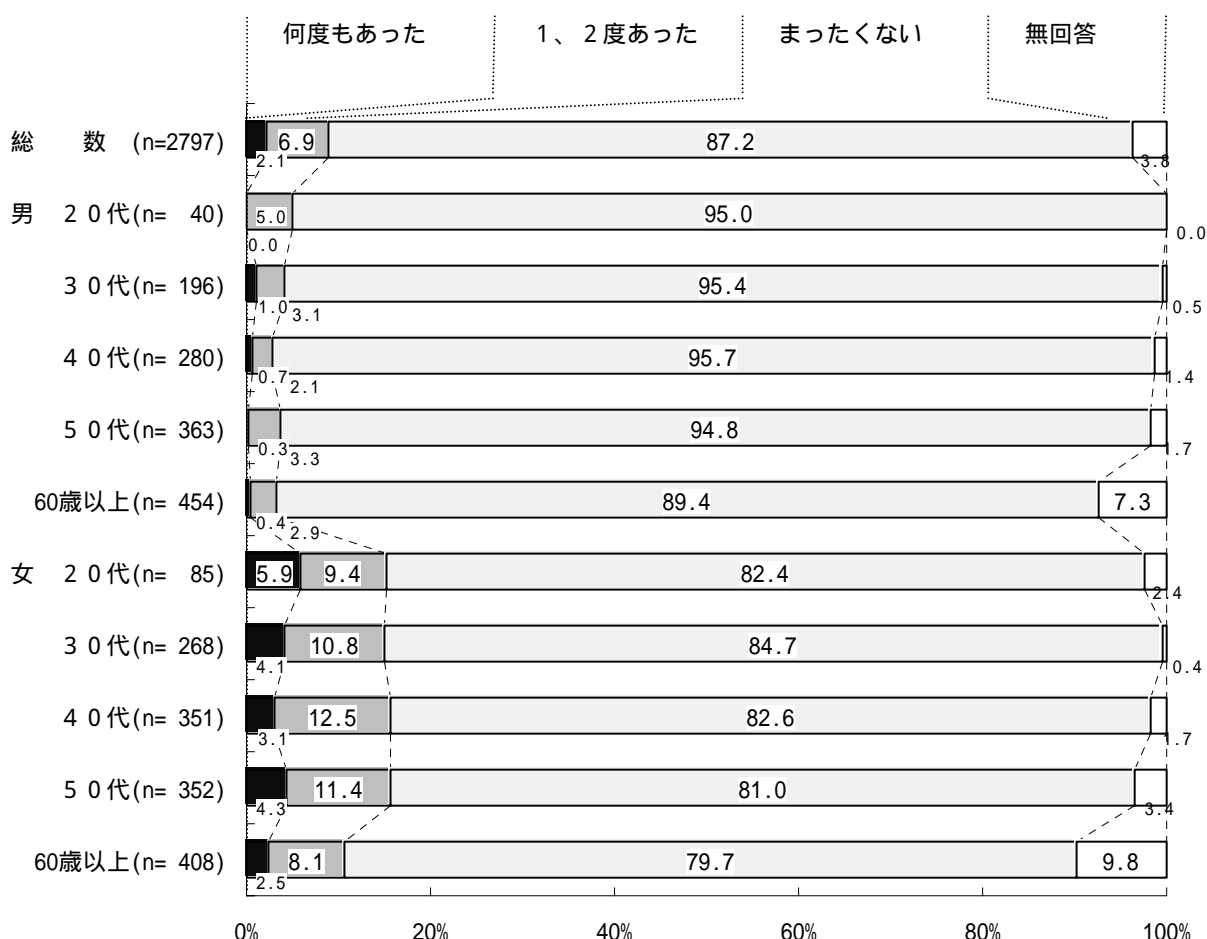 何度もあった 1、2度あった まったくない 無回答
総 数 (n=2797) 2.1 6.9 87.2 3.8
男 20代(n= 40) 0.0 5.0 95.0 0.0
30代(n= 196) 1.0 3.1 95.4 0.5
40代(n= 280) 0.7 2.1 95.7 1.4
50代(n= 363) 0.3 3.3 94.8 1.7
60歳以上(n= 454) 0.4 2.9 89.4 7.3
女 20代(n= 85) 5.9 9.4 82.4 2.4
30代(n= 268) 4.1 10.8 84.7 0.4
40代(n= 351) 3.1 12.5 82.6 1.7
50代(n= 352) 4.3 11.4 81.0 3.4
60歳以上(n= 408) 2.5 8.1 79.7 9.8
0% 20% 40% 60% 80% 100%